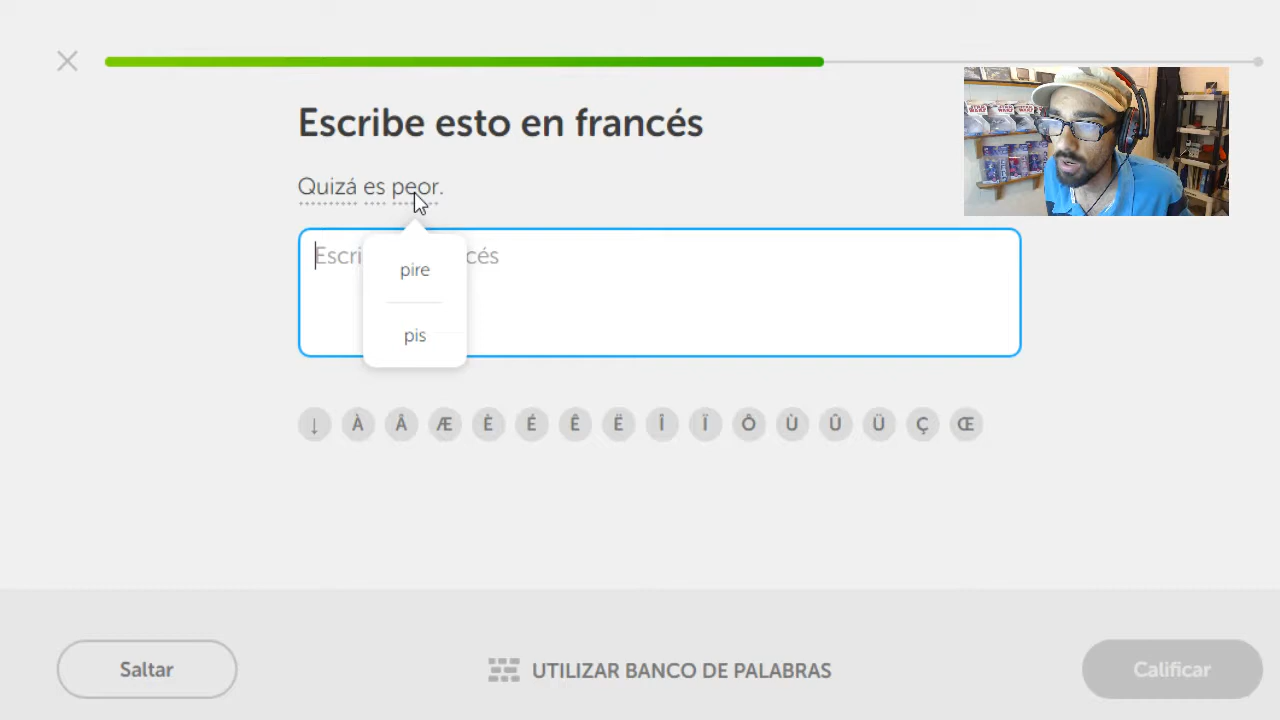 Escribe esto en francés
Quizá es peor.
Escri cés
pire
pis
↓ À Â Æ È É Ê Ë Î Ï Ô Ù Û Ü Ç Œ
Saltar
UTILIZAR BANCO DE PALABRAS
Calificar